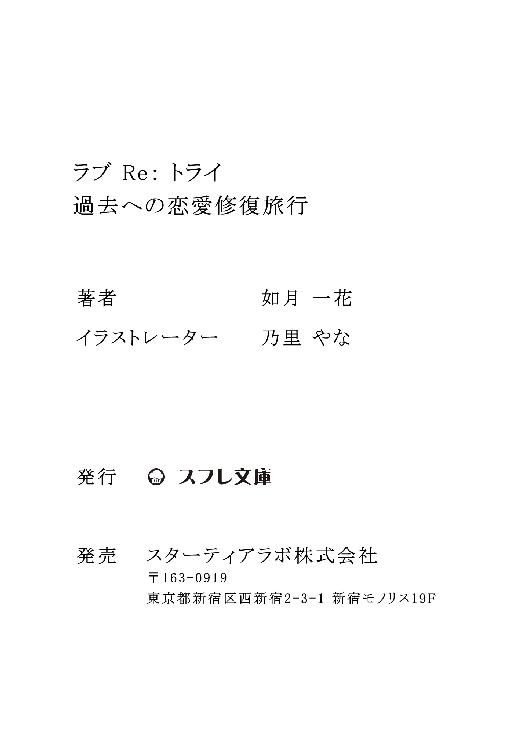 ラブ Re: トライ
過去への恋愛修復旅行
著者 如月 一花
イラストレーター 乃里 やな
発行 スフレ文庫
発売 スターティアラボ株式会社
〒163-0919
東京都新宿区西新宿2-3-1 新宿モノリス19F